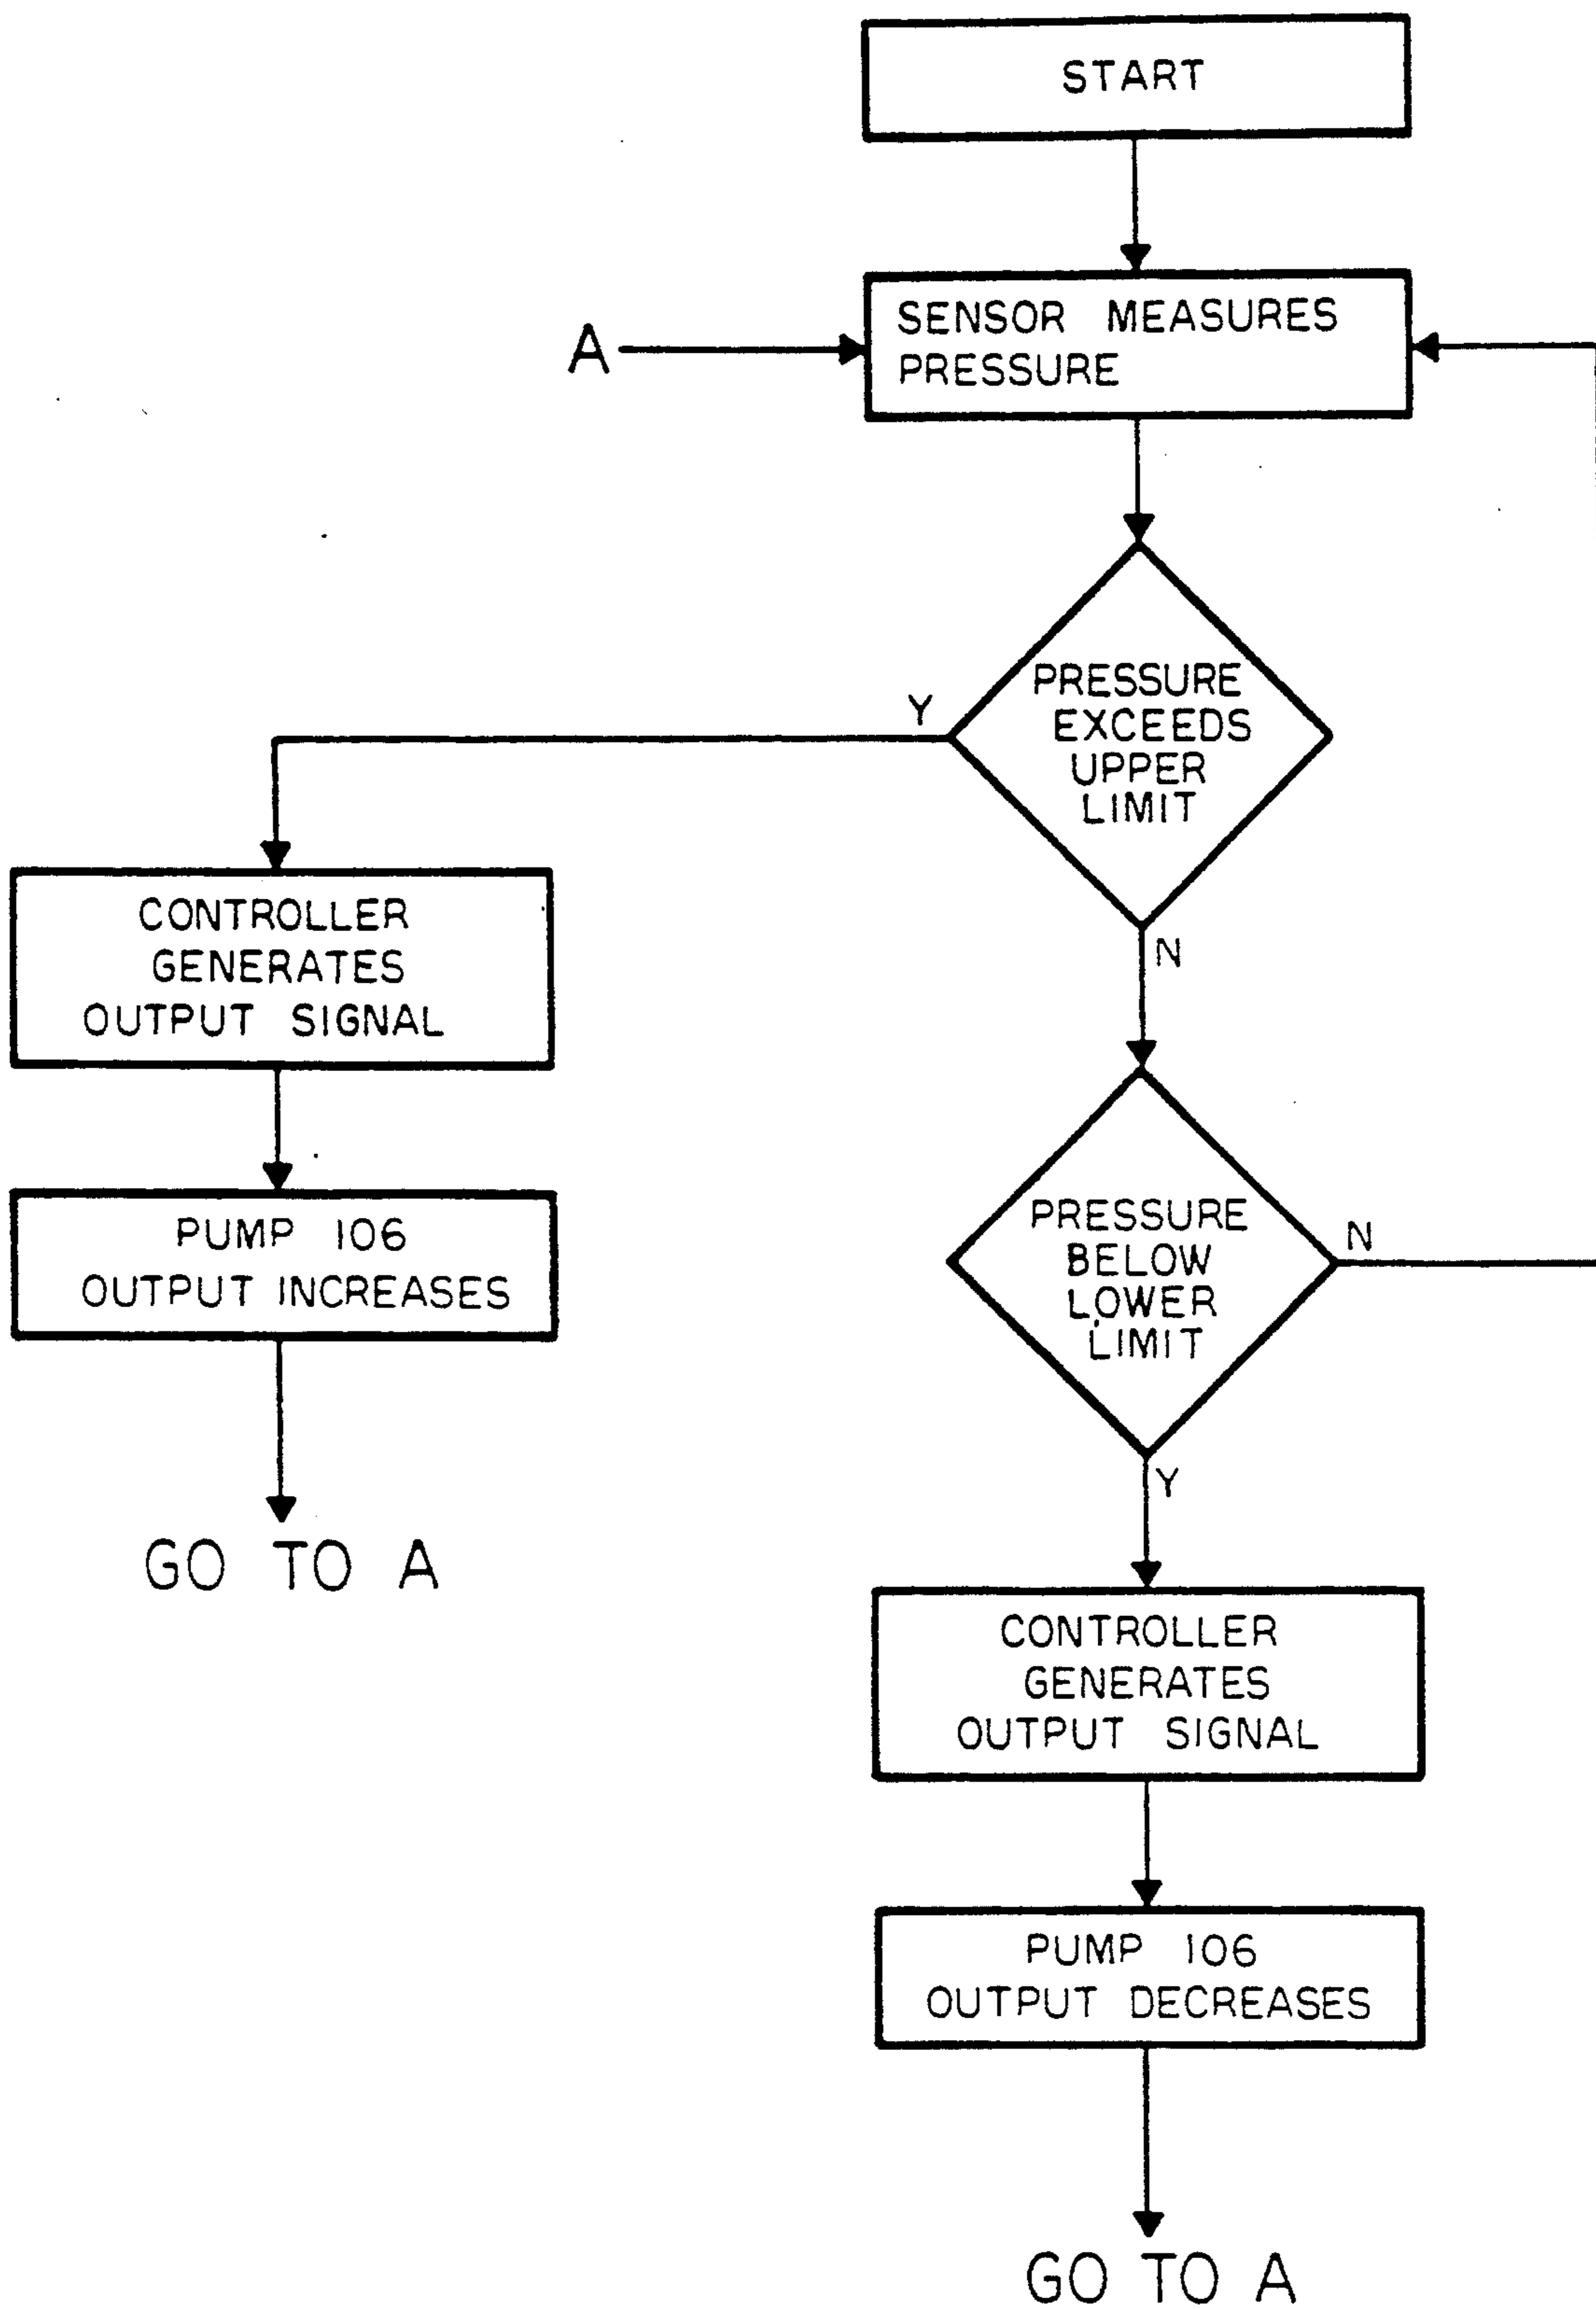 START
SENSOR MEASURES
PRESSURE
A
PRESSURE
EXCEEDS
UPPER
LIMIT
Y
N
CONTROLLER
GENERATES
OUTPUT SIGNAL
PUMP 106
OUTPUT INCREASES
GO TO A
PRESSURE
BELOW
LOWER
LIMIT
N
Y
CONTROLLER
GENERATES
OUTPUT SIGNAL
PUMP 106
OUTPUT DECREASES
GO TO A